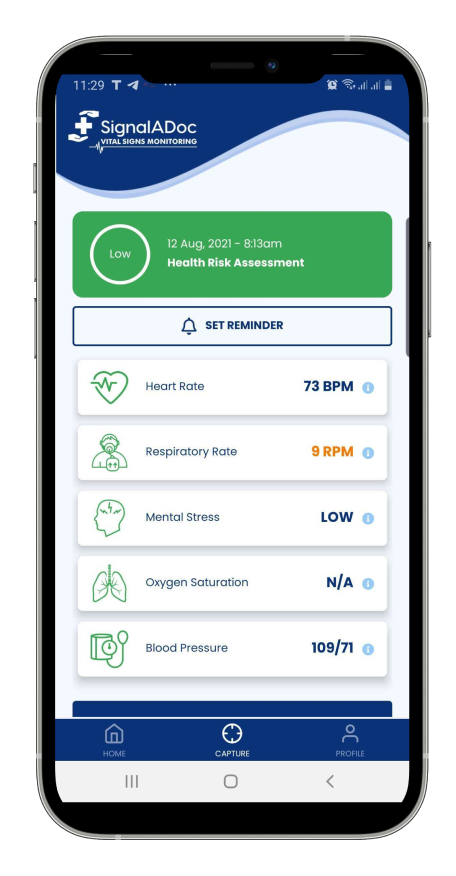 11:29 T
SignalADoc
VITAL SIGNS MONITORING
Low
12 Aug, 2021 - 8:13am
Health Risk Assessment
SET REMINDER
Heart Rate
73 BPM
Respiratory Rate
9 RPM
Mental Stress
LOW
Oxygen Saturation
N/A
Blood Pressure
109/71
HOME
CAPTURE
PROFILE